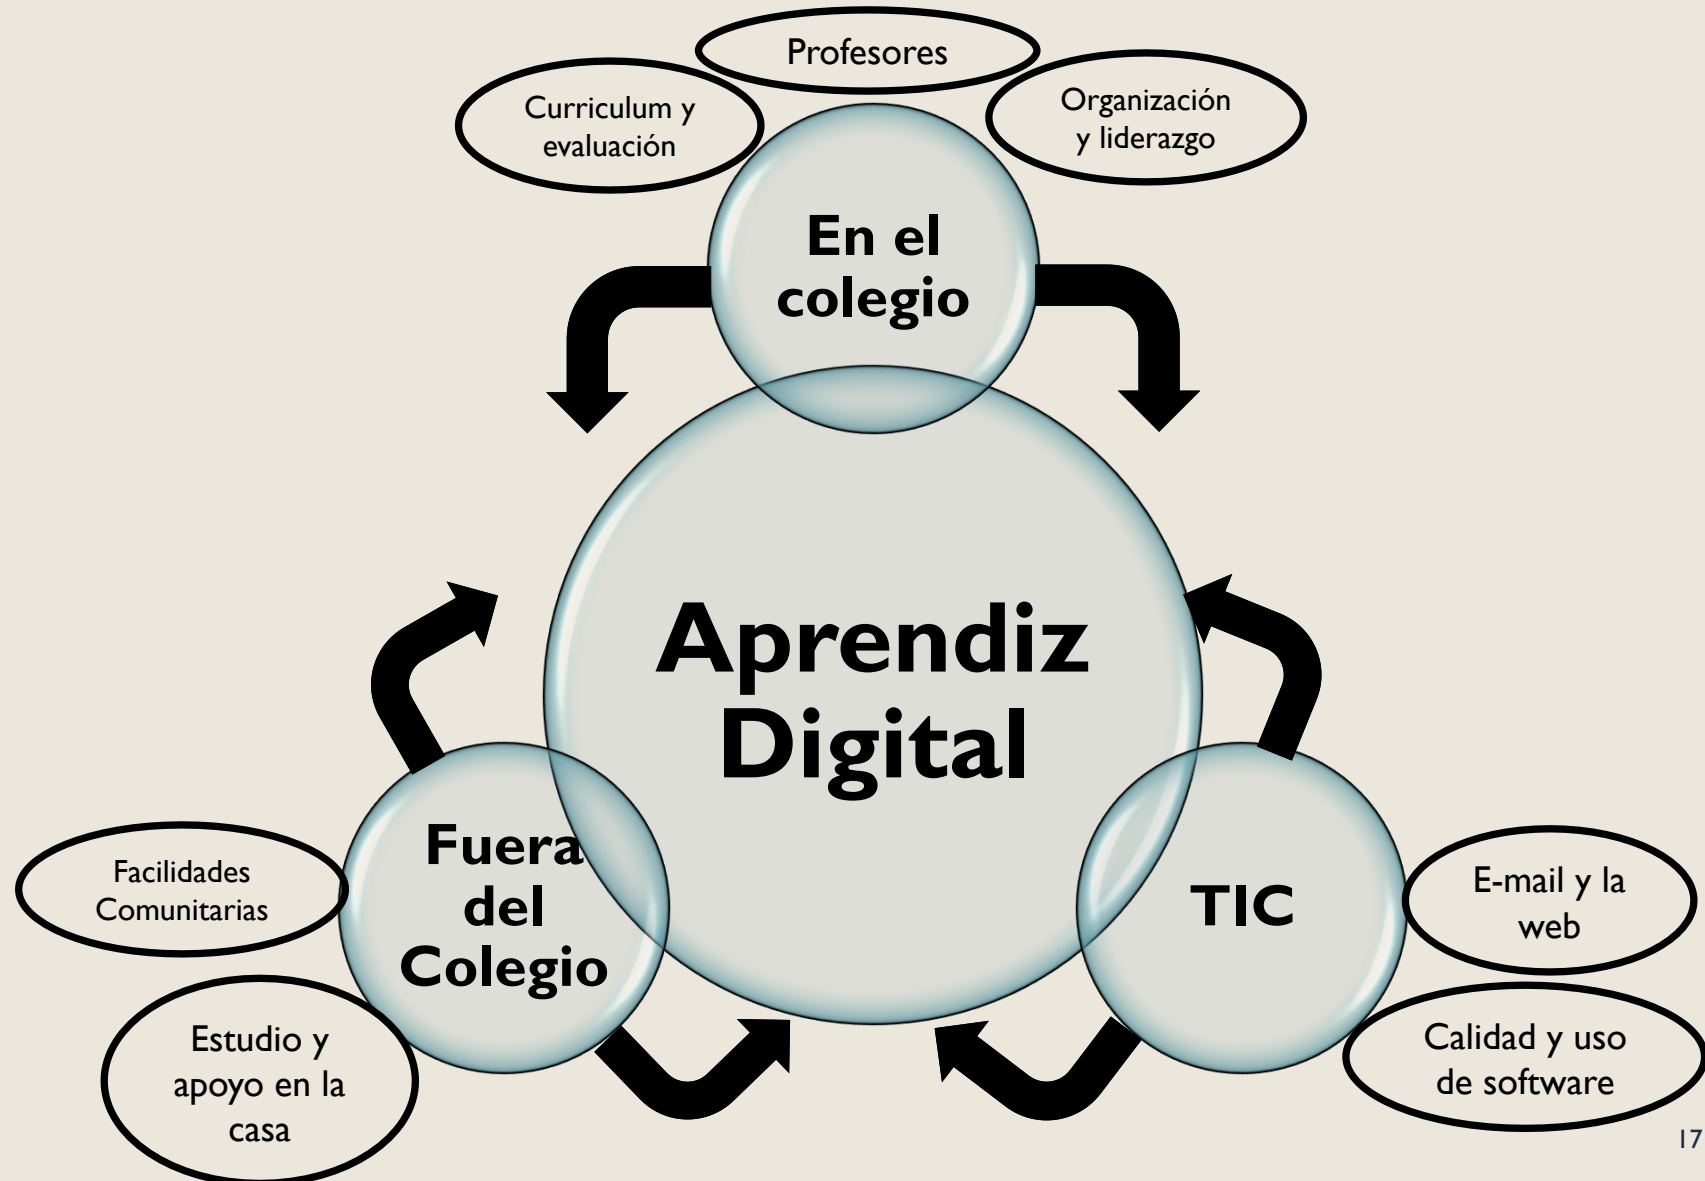 Profesores
Curriculum y
evaluación
Organización
y liderazgo
En el
colegio
Aprendiz
Digital
Fuera
del
Colegio
Facilidades
Comunitarias
Estudio y
apoyo en la
casa
TIC
E-mail y la
web
Calidad y uso
de software
17